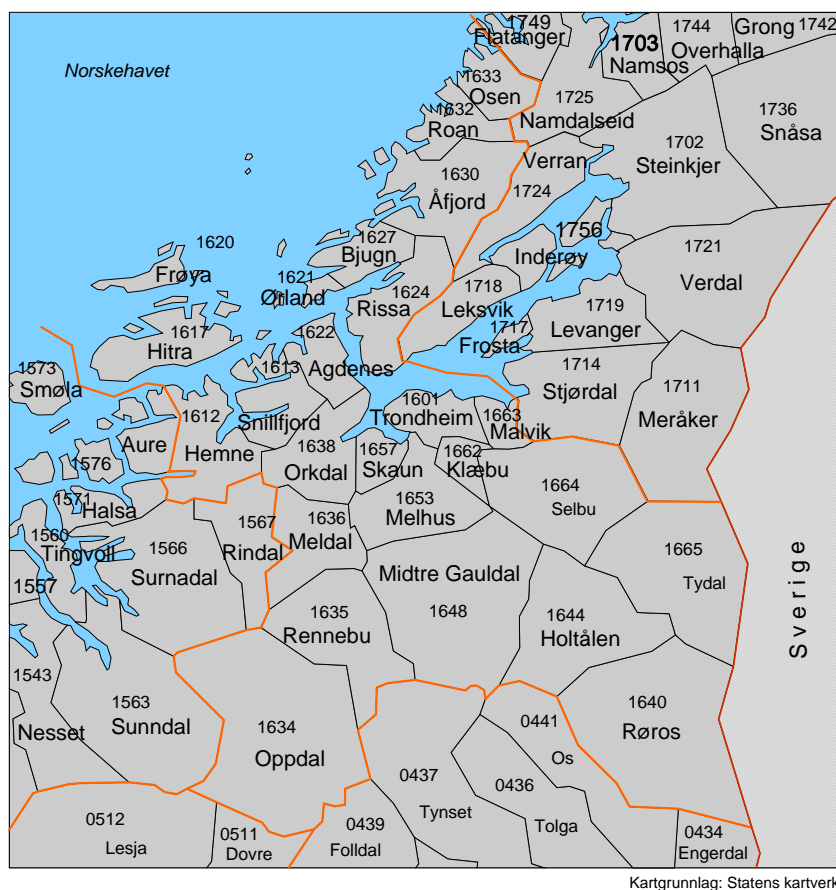 1749
Flatanger
1744
Grong 1742
1703
Overhalla
Namsos
Norskehavet
1633
Osen
1632
Roan
1725
Namdalseid
1736
Snåsa
1702
Steinkjer
Verran
1724
1630
Åfjord
1756
Inderøy
1627
Bjugn
1620
Frøya
1721
Verdal
1621
Ørland
1624
Rissa
1718
Leksvik
1719
Levanger
1717
Frosta
1617
Hitra
1622
Agdenes
1613
Snillfjord
1573
Smøla
1714
Stjørdal
1711
Meråker
1601
Trondheim
1663
Malvik
1612
Hemne
Aure
1576
1638
Orkdal
1657
Skaun
1662
Klæbu
1664
Selbu
1571
Halsa
1653
Melhus
1567
Rindal
1636
Meldal
1560
Tingvoll
1566
Surnadal
1665
Tydal
Sverige
1557
Midtre Gauldal
1648
1635
Rennebu
1644
Holtålen
1543
Nesset
1563
Sunndal
1634
Oppdal
1640
Røros
0441
Os
0437
Tynset
0436
Tolga
0512
Lesja
0511
Dovre
0439
Folldal
0434
Engerdal
Kartgrunnlag: Statens kartverk